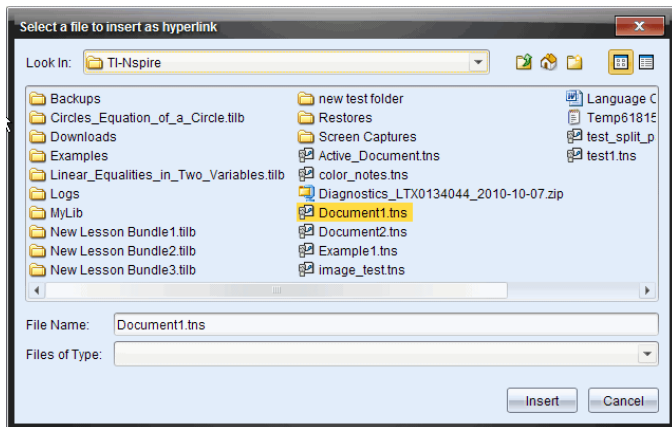 Select a file to insert as hyperlink
Look In: TI-Nspire
Backups
Circles_Equation_of_a_Circle.tilb
Downloads
Examples
Linear_Equalities_in_Two_Variables.tilb
Logs
MyLib
New Lesson Bundle1.tilb
New Lesson Bundle2.tilb
New Lesson Bundle3.tilb
new test folder
Restores
Screen Captures
Active_Document.tns
color_notes.tns
Diagnostics_LTX0134044_2010-10-07.zip
Document1.tns
Document2.tns
Example1.tns
image_test.tns
Language C
Temp61815
test_split_p
test1.tns
File Name: Document1.tns
Files of Type:
Insert Cancel